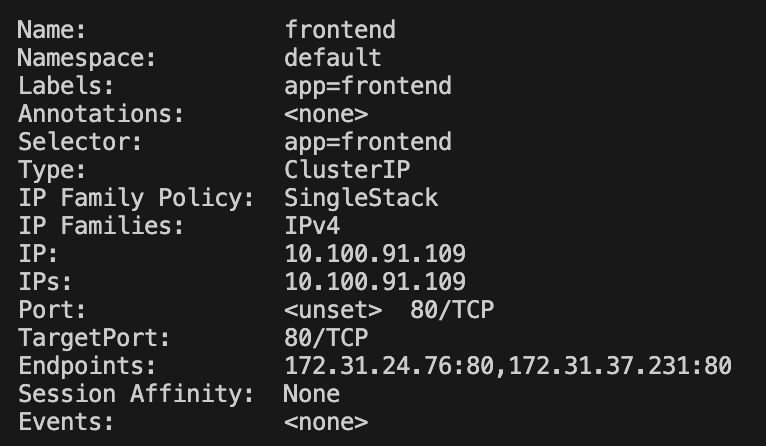 Name:              frontend
Namespace:         default
Labels:            app=frontend
Annotations:       <none>
Selector:          app=frontend
Type:              ClusterIP
IP Family Policy:  SingleStack
IP Families:       IPv4
IP:                10.100.91.109
IPs:               10.100.91.109
Port:              <unset>  80/TCP
TargetPort:        80/TCP
Endpoints:         172.31.24.76:80,172.31.37.231:80
Session Affinity:  None
Events:            <none>